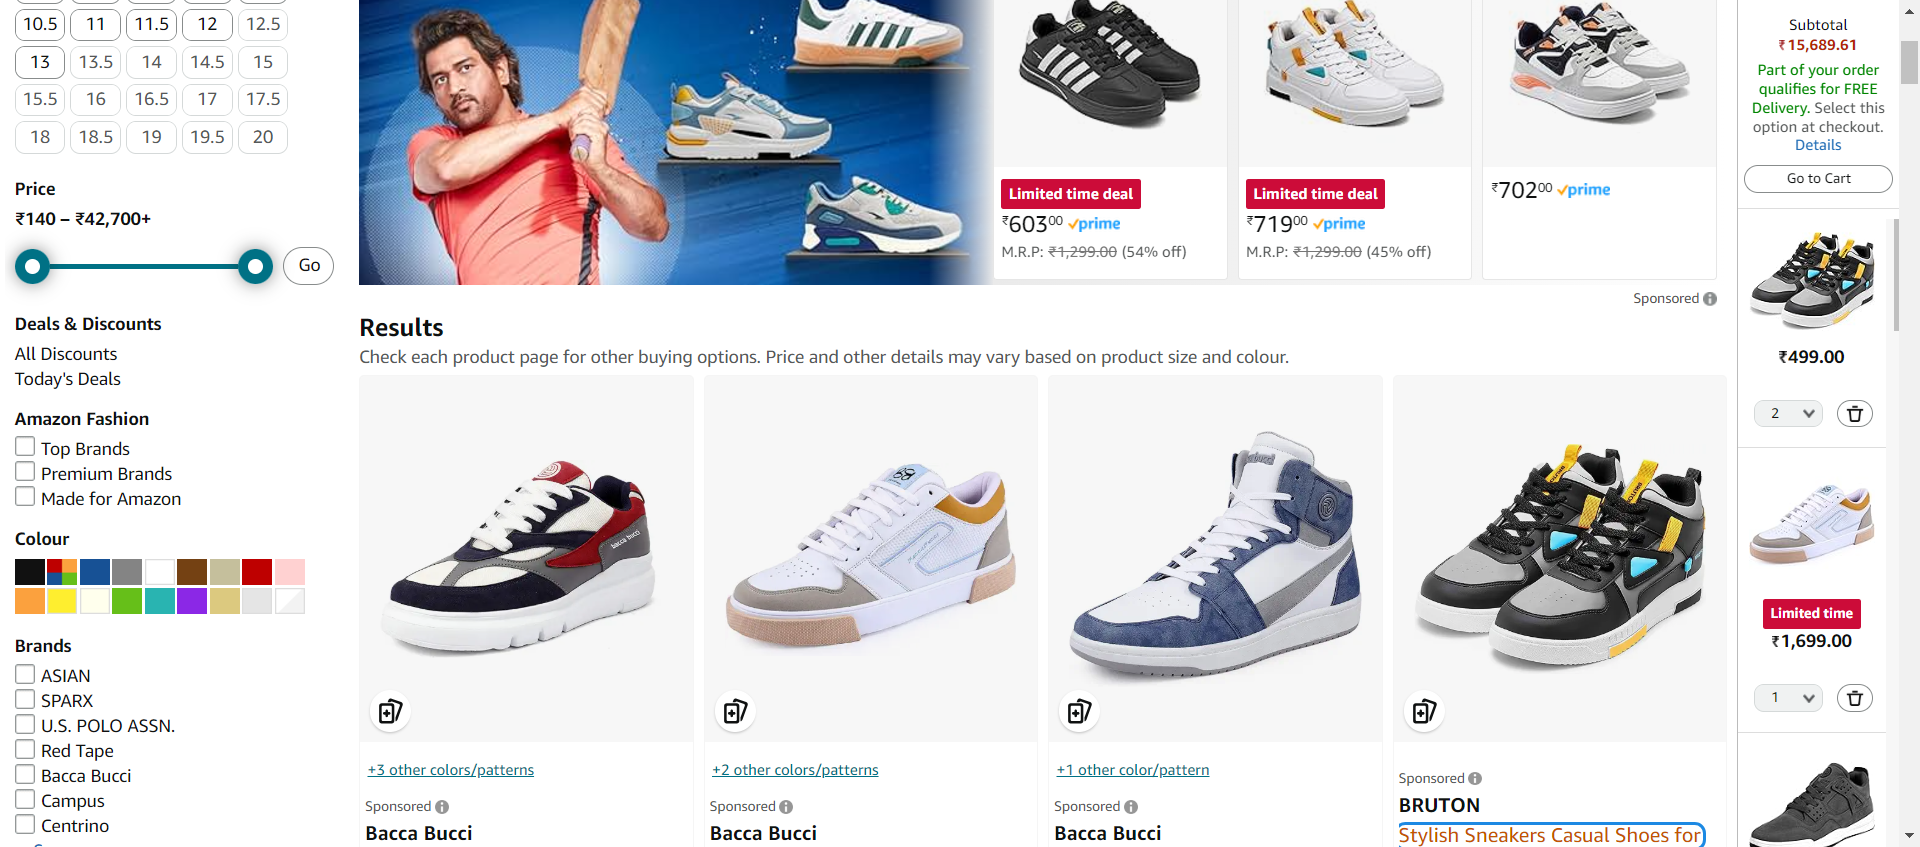 10.5 11 11.5 12 12.5
13 13.5 14 14.5 15
15.5 16 16.5 17 17.5
18 18.5 19 19.5 20
Price
₹140 – ₹42,700+
Go
Deals & Discounts
All Discounts
Today's Deals
Amazon Fashion
Top Brands
Premium Brands
Made for Amazon
Colour
Brands
ASIAN
SPARX
U.S. POLO ASSN.
Red Tape
Bacca Bucci
Campus
Centrino
Limited time deal
₹60300 prime
M.R.P: ₹1,299.00 (54% off)
Limited time deal
₹71900 prime
M.R.P: ₹1,299.00 (45% off)
₹70200 prime
Sponsored
Results
Check each product page for other buying options. Price and other details may vary based on product size and colour.
bacca bucci
+3 other colors/patterns
Sponsored
Bacca Bucci
+2 other colors/patterns
Sponsored
Bacca Bucci
+1 other color/pattern
Sponsored
Bacca Bucci
Sponsored
BRUTON
Stylish Sneakers Casual Shoes for
Subtotal
₹15,689.61
Part of your order
qualifies for FREE
Delivery. Select this
option at checkout.
Details
Go to Cart
₹499.00
2
Limited time
₹1,699.00
1